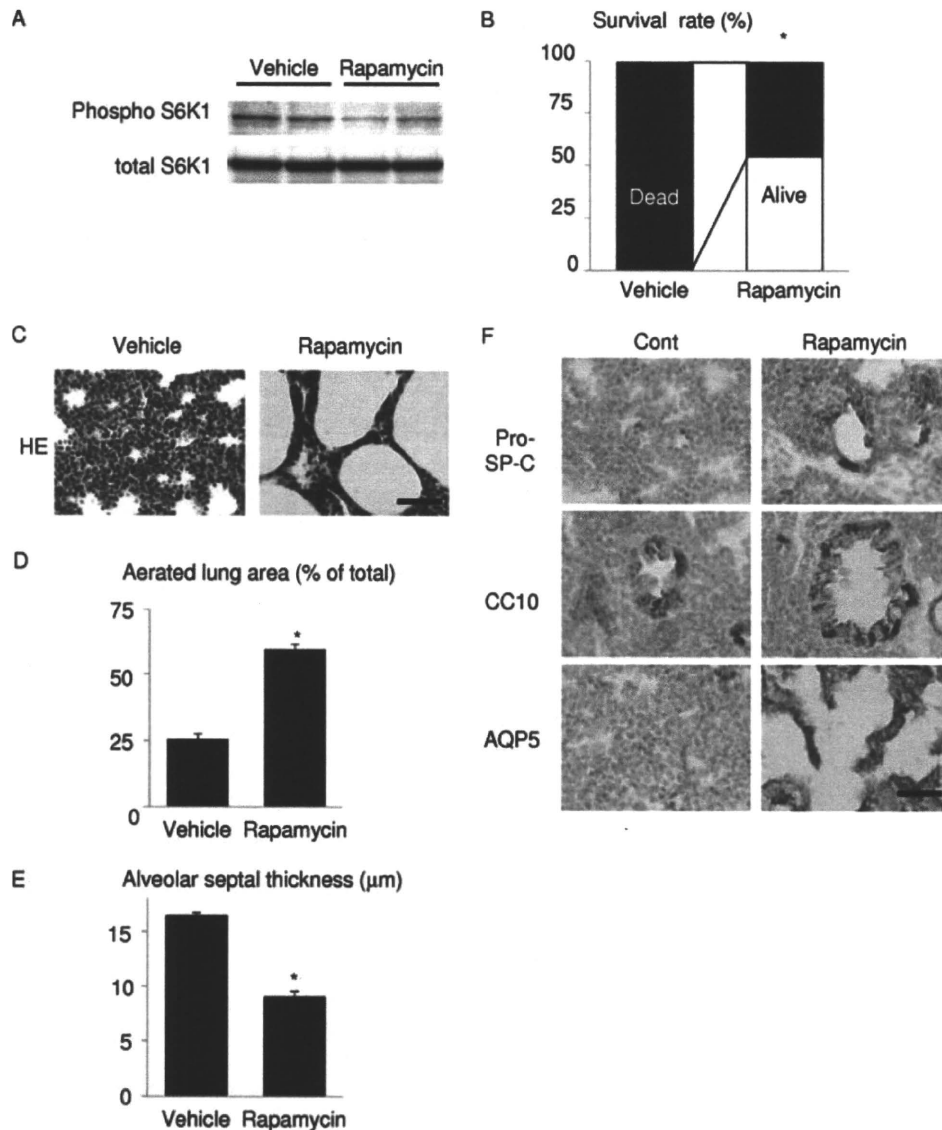 A
Vehicle Rapamycin
Phospho S6K1
total S6K1
B
Survival rate (%)
*
100
75
50
25
0
Dead
Alive
Vehicle Rapamycin
C
Vehicle Rapamycin
HE
D
Aerated lung area (% of total)
75
50
25
0
*
Vehicle Rapamycin
E
Alveolar septal thickness (μm)
15
10
5
0
*
Vehicle Rapamycin
F
Cont Rapamycin
Pro-
SP-C
CC10
AQP5